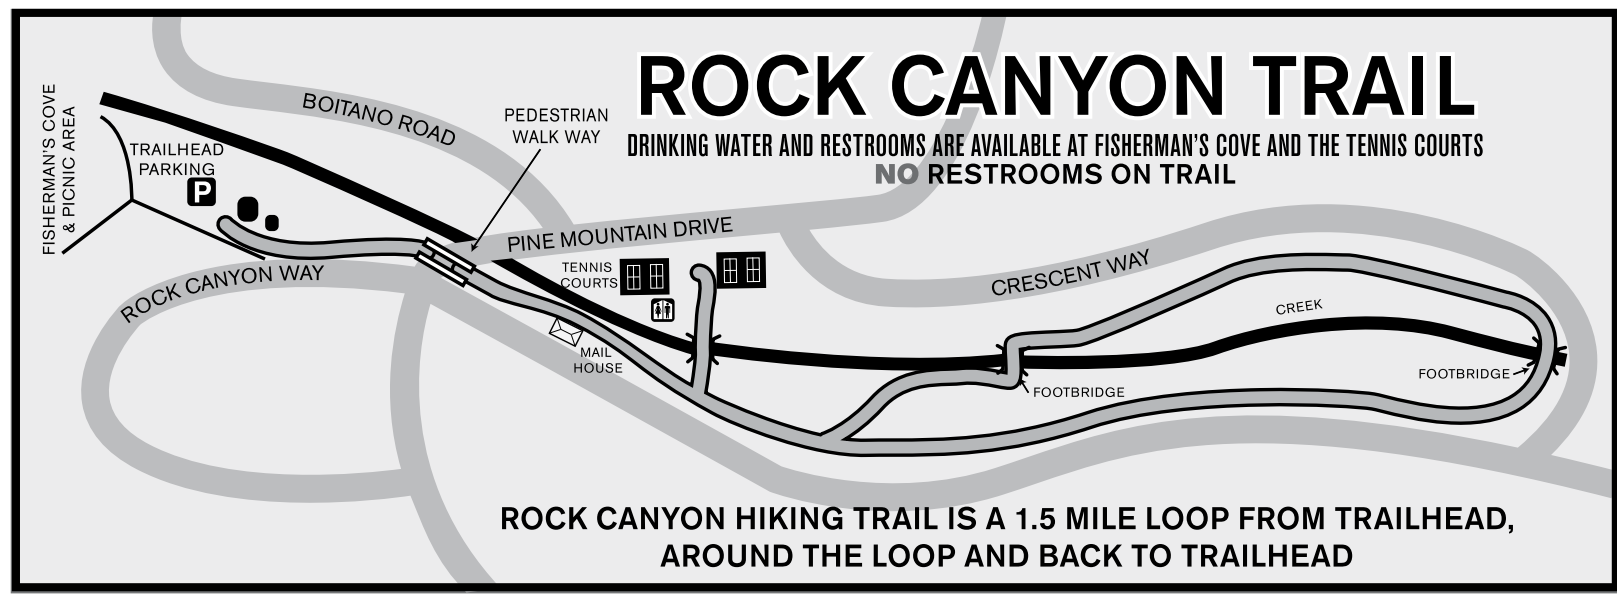 ROCK CANYON TRAIL
DRINKING WATER AND RESTROOMS ARE AVAILABLE AT FISHERMAN'S COVE AND THE TENNIS COURTS
NO RESTROOMS ON TRAIL
FISHERMAN'S COVE
& PICNIC AREA
TRAILHEAD
PARKING
P
BOITANO ROAD
PEDESTRIAN
WALK WAY
PINE MOUNTAIN DRIVE
ROCK CANYON WAY
TENNIS
COURTS
MAIL
HOUSE
CRESCENT WAY
CREEK
FOOTBRIDGE
FOOTBRIDGE
ROCK CANYON HIKING TRAIL IS A 1.5 MILE LOOP FROM TRAILHEAD,
AROUND THE LOOP AND BACK TO TRAILHEAD